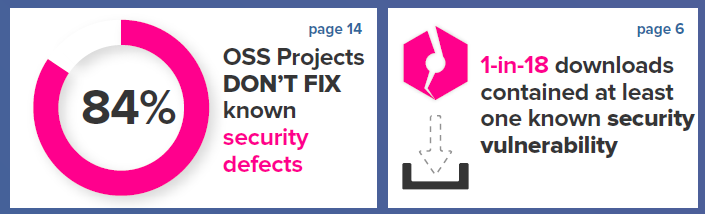 page 14
84%
OSS Projects
DON'T FIX
known
security
defects
page 6
1-in-18 downloads
contained at least
one known security
vulnerability